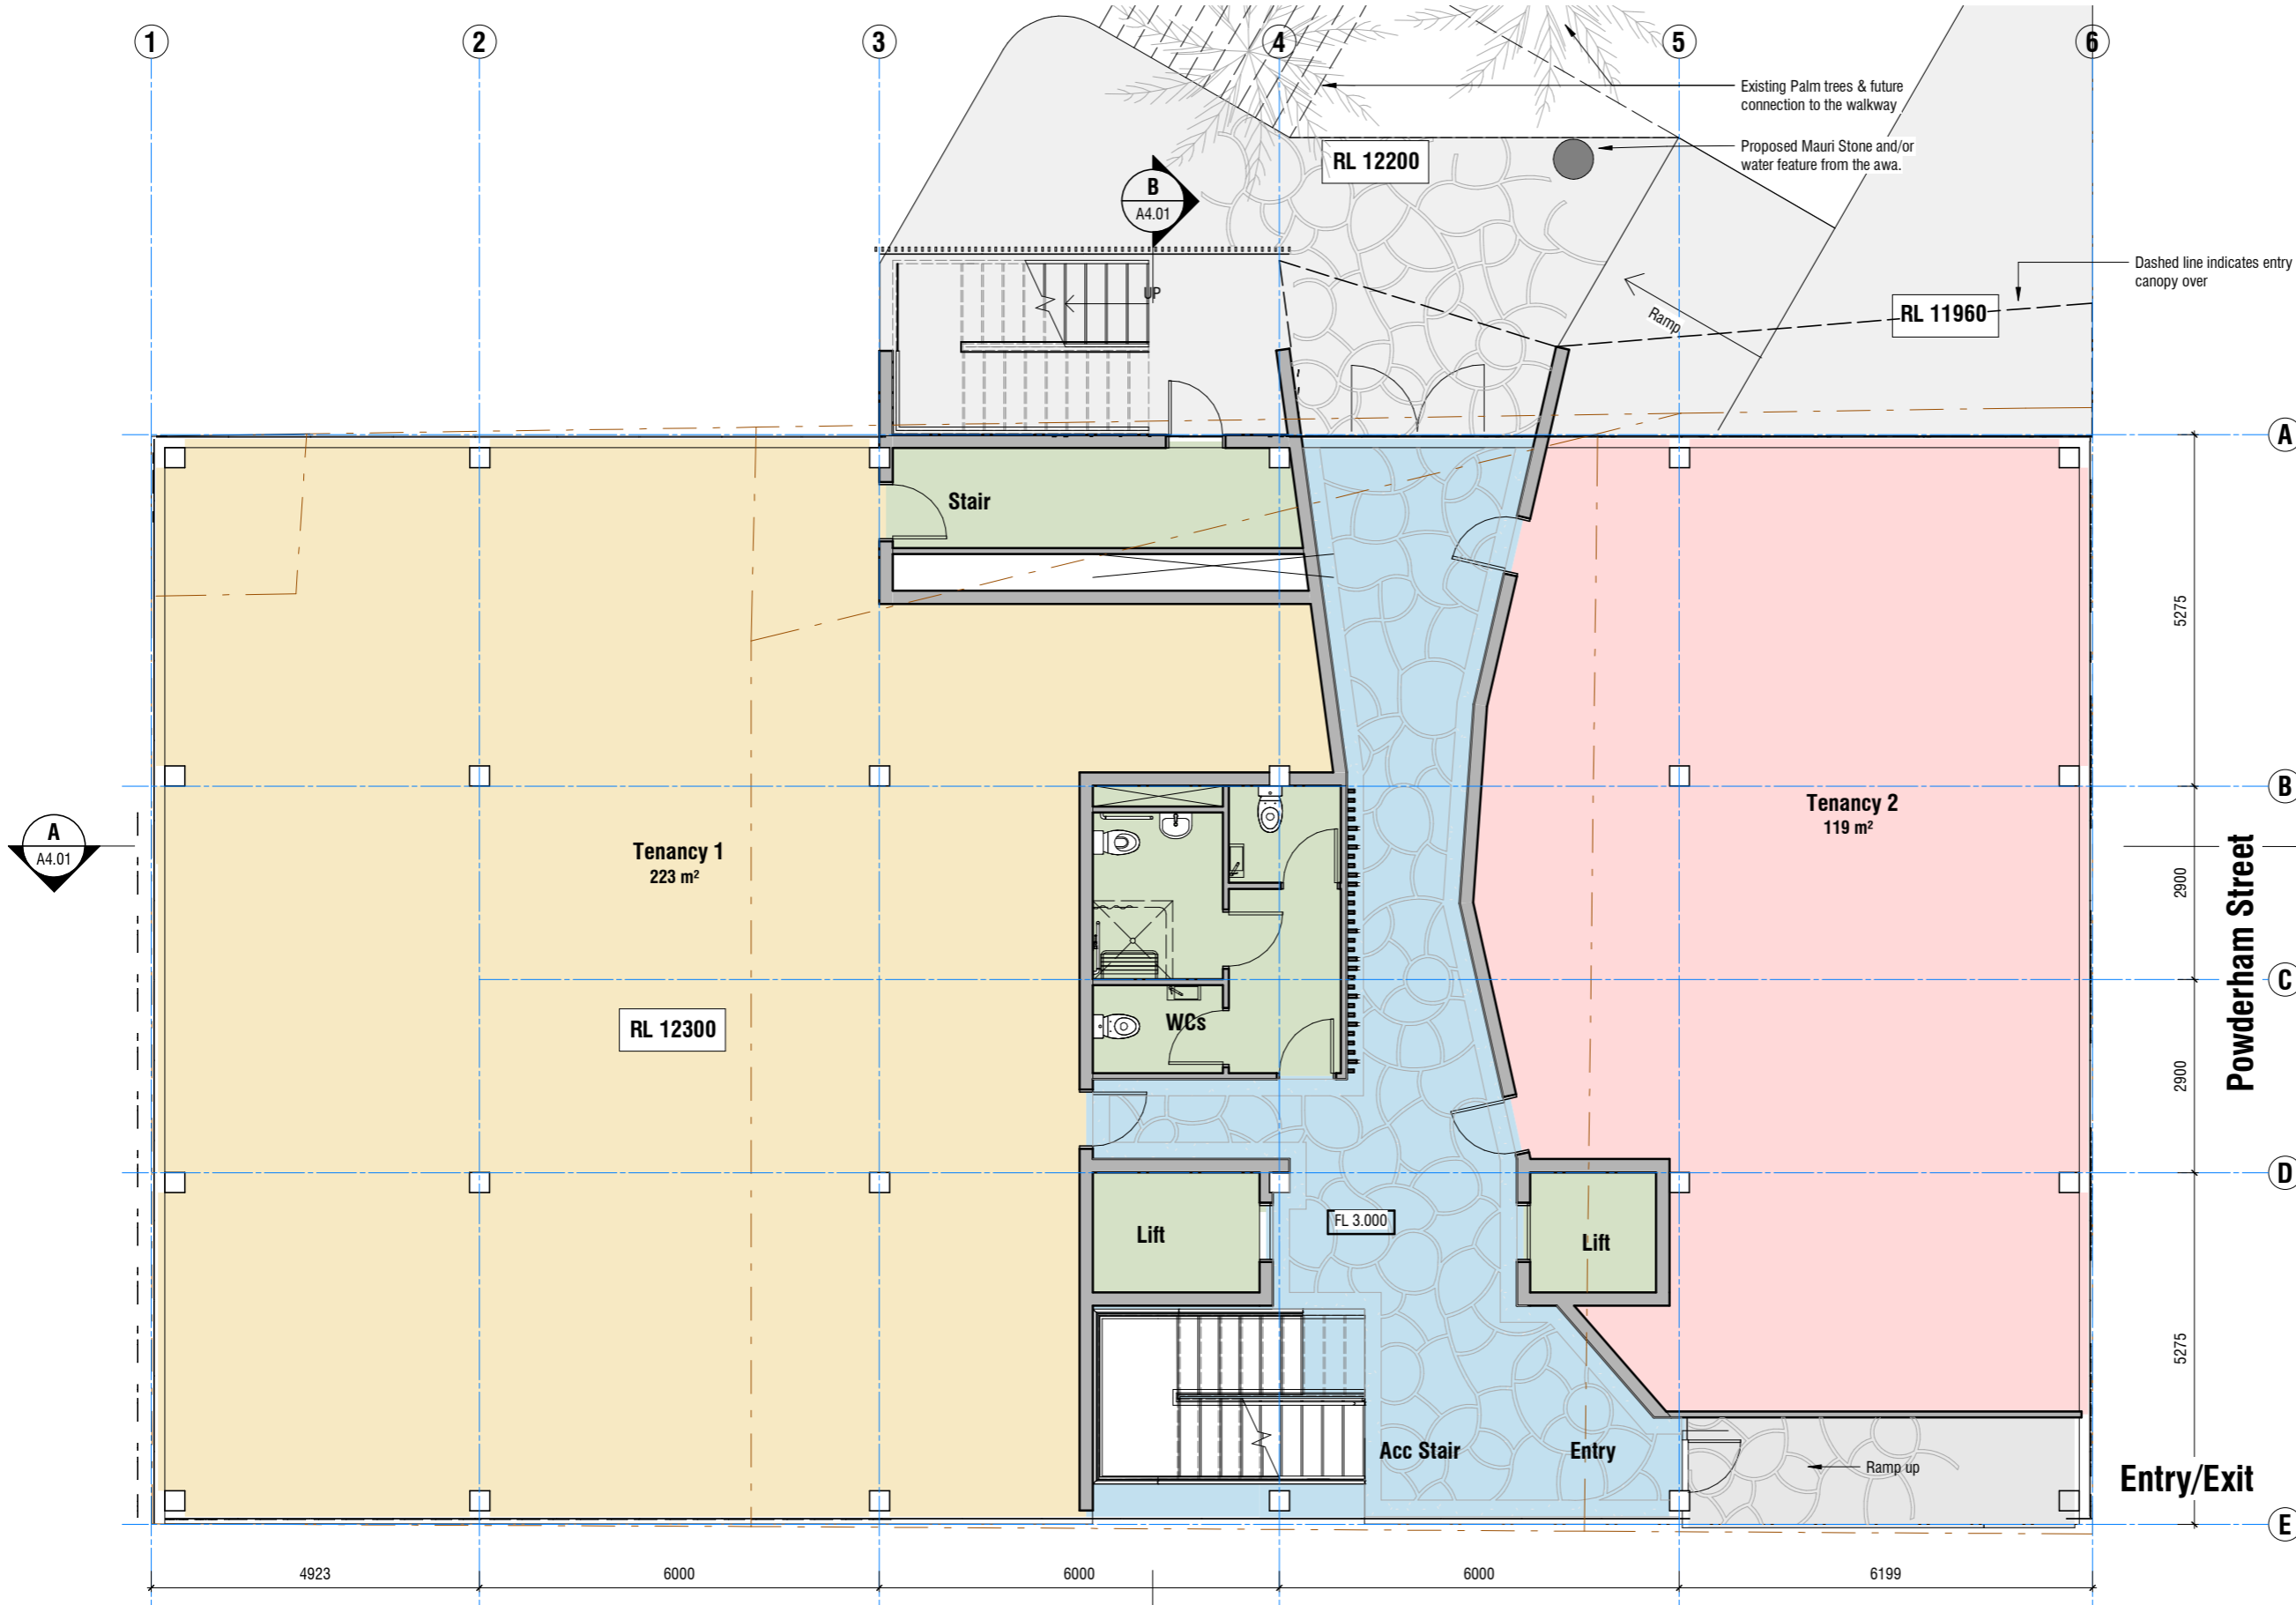 1
2
3
4
5
6
Existing Palm trees & future
connection to the walkway
Proposed Mauri Stone and/or
water feature from the awa.
RL 12200
B
A4.01
Dashed line indicates entry
canopy over
RL 11960
UP
Ramp
A
Stair
5275
B
Tenancy 2
119 m²
A
A4.01
Tenancy 1
223 m²
2900
Powderham Street
C
RL 12300
WCs
2900
D
FL 3.000
Lift
Lift
5275
Acc Stair
Entry
Ramp up
Entry/Exit
E
4923
6000
6000
6000
6199